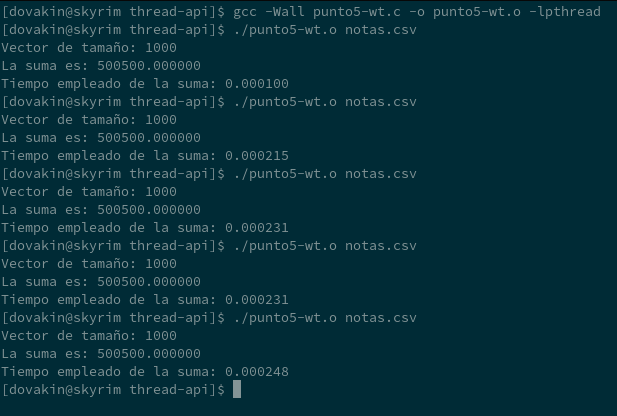 [dovakin@skyrim thread-api]$ gcc -Wall punto5-wt.c -o punto5-wt.o -lpthread
[dovakin@skyrim thread-api]$ ./punto5-wt.o notas.csv
Vector de tamaño: 1000
La suma es: 500500.000000
Tiempo empleado de la suma: 0.000100
[dovakin@skyrim thread-api]$ ./punto5-wt.o notas.csv
Vector de tamaño: 1000
La suma es: 500500.000000
Tiempo empleado de la suma: 0.000215
[dovakin@skyrim thread-api]$ ./punto5-wt.o notas.csv
Vector de tamaño: 1000
La suma es: 500500.000000
Tiempo empleado de la suma: 0.000231
[dovakin@skyrim thread-api]$ ./punto5-wt.o notas.csv
Vector de tamaño: 1000
La suma es: 500500.000000
Tiempo empleado de la suma: 0.000231
[dovakin@skyrim thread-api]$ ./punto5-wt.o notas.csv
Vector de tamaño: 1000
La suma es: 500500.000000
Tiempo empleado de la suma: 0.000248
[dovakin@skyrim thread-api]$